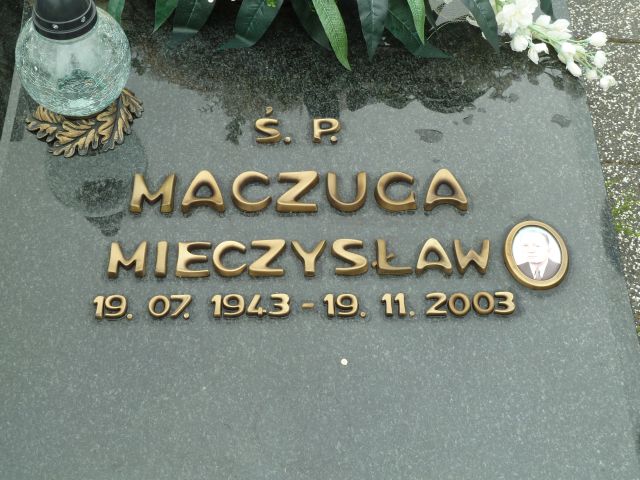 Ś. P.
MACZUGA
MIECZYSŁAW
19. 07. 1943 - 19. 11. 2003